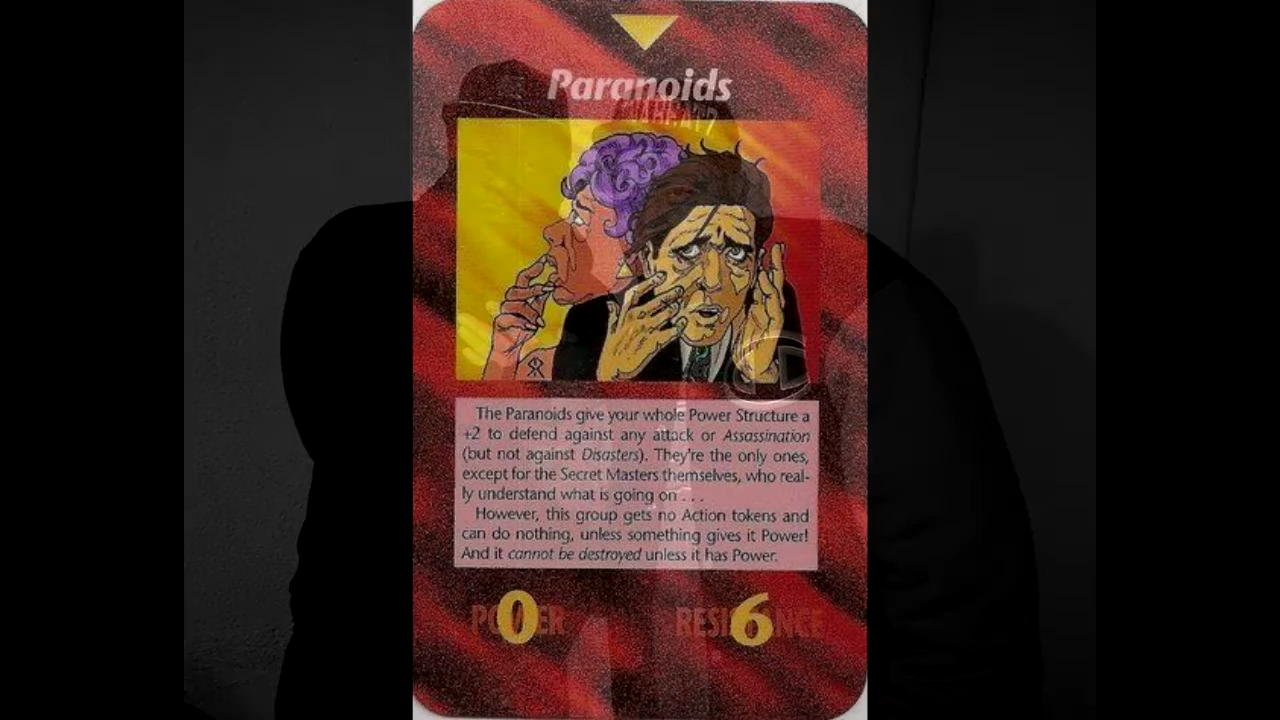 Paranoids
The Paranoids give your whole Power Structure a
+2 to defend against any attack or Assassination
(but not against Disasters). They're the only ones,
except for the Secret Masters themselves, who real-
ly understand what is going on . . .
However, this group gets no Action tokens and
can do nothing, unless something gives it Power!
And it cannot be destroyed unless it has Power.
POWER 0 RESISTANCE 6